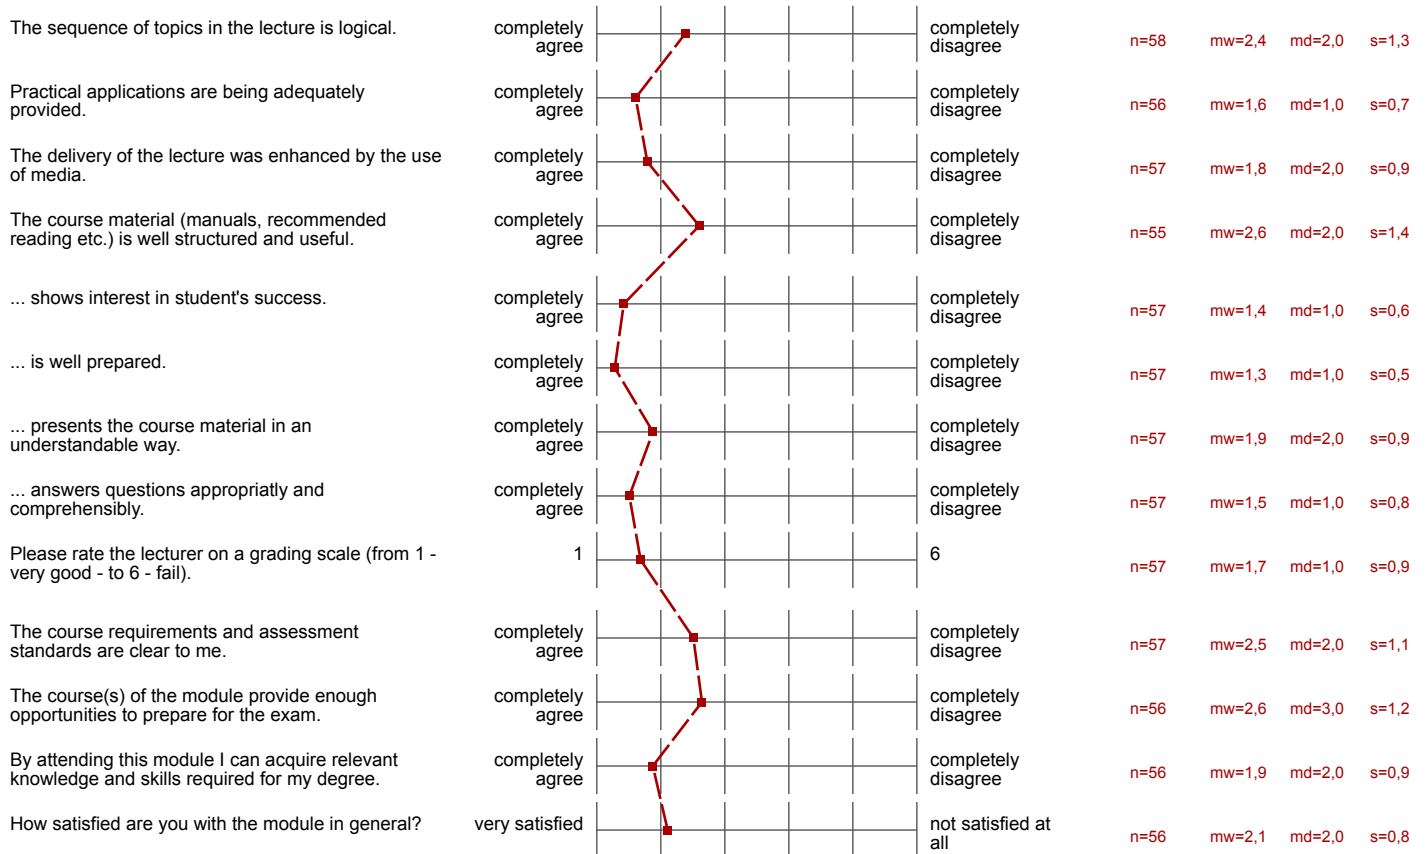 The sequence of topics in the lecture is logical.
completely
agree
completely
disagree
n=58 mw=2,4 md=2,0 s=1,3
Practical applications are being adequately
provided.
completely
agree
completely
disagree
n=56 mw=1,6 md=1,0 s=0,7
The delivery of the lecture was enhanced by the use
of media.
completely
agree
completely
disagree
n=57 mw=1,8 md=2,0 s=0,9
The course material (manuals, recommended
reading etc.) is well structured and useful.
completely
agree
completely
disagree
n=55 mw=2,6 md=2,0 s=1,4
... shows interest in student's success.
completely
agree
completely
disagree
n=57 mw=1,4 md=1,0 s=0,6
... is well prepared.
completely
agree
completely
disagree
n=57 mw=1,3 md=1,0 s=0,5
... presents the course material in an
understandable way.
completely
agree
completely
disagree
n=57 mw=1,9 md=2,0 s=0,9
... answers questions appropriatly and
comprehensibly.
completely
agree
completely
disagree
n=57 mw=1,5 md=1,0 s=0,8
Please rate the lecturer on a grading scale (from 1 -
very good - to 6 - fail).
1
6
n=57 mw=1,7 md=1,0 s=0,9
The course requirements and assessment
standards are clear to me.
completely
agree
completely
disagree
n=57 mw=2,5 md=2,0 s=1,1
The course(s) of the module provide enough
opportunities to prepare for the exam.
completely
agree
completely
disagree
n=56 mw=2,6 md=3,0 s=1,2
By attending this module I can acquire relevant
knowledge and skills required for my degree.
completely
agree
completely
disagree
n=56 mw=1,9 md=2,0 s=0,9
How satisfied are you with the module in general?
very satisfied
not satisfied at
all
n=56 mw=2,1 md=2,0 s=0,8